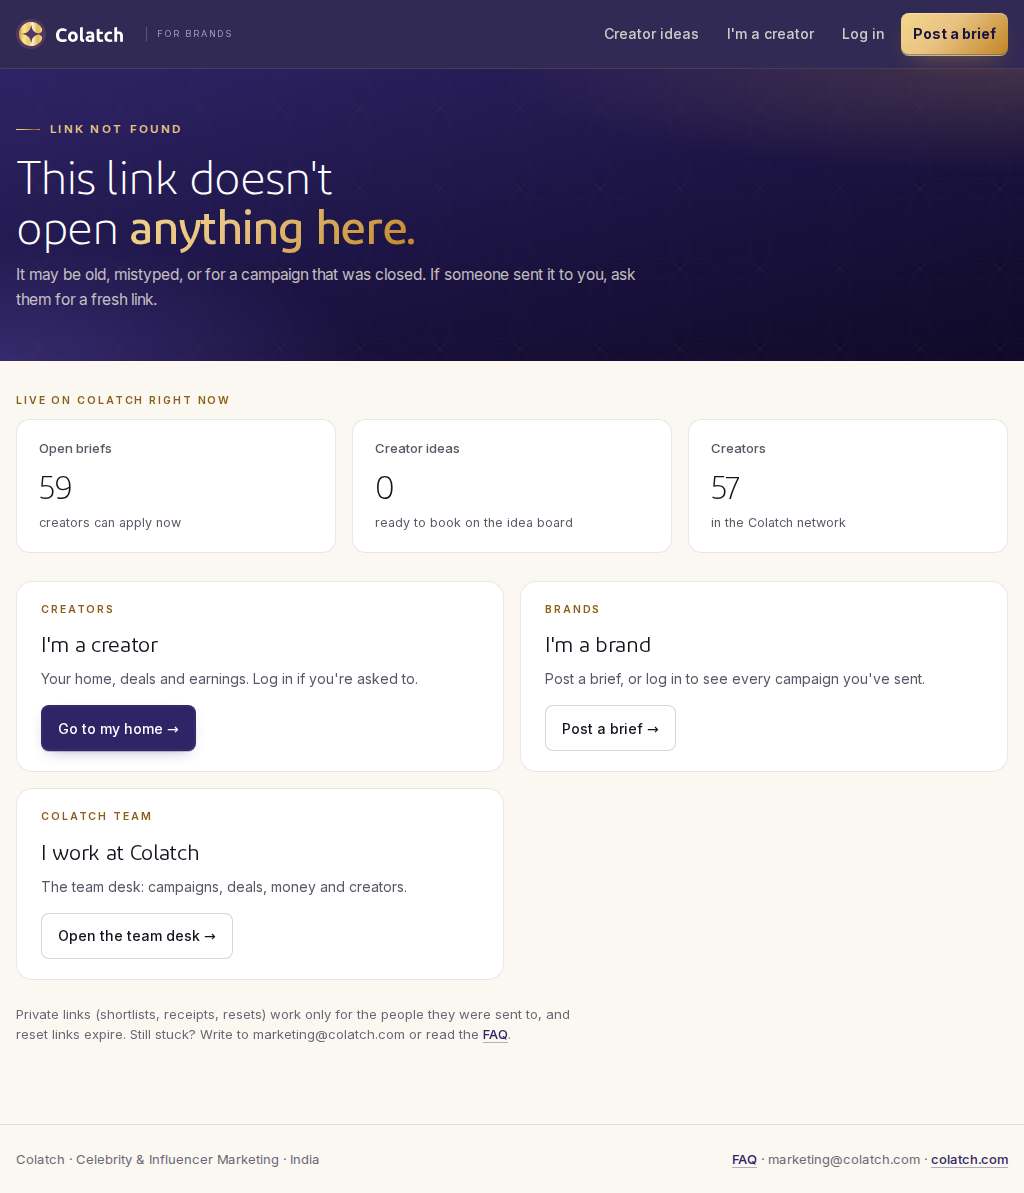 Colatch
FOR BRANDS
Creator ideas
I'm a creator
Log in
Post a brief
LINK NOT FOUND
This link doesn't
open anything here.
It may be old, mistyped, or for a campaign that was closed. If someone sent it to you, ask
them for a fresh link.
LIVE ON COLATCH RIGHT NOW
Open briefs
59
creators can apply now
Creator ideas
0
ready to book on the idea board
Creators
57
in the Colatch network
CREATORS
I'm a creator
Your home, deals and earnings. Log in if you're asked to.
Go to my home →
BRANDS
I'm a brand
Post a brief, or log in to see every campaign you've sent.
Post a brief →
COLATCH TEAM
I work at Colatch
The team desk: campaigns, deals, money and creators.
Open the team desk →
Private links (shortlists, receipts, resets) work only for the people they were sent to, and
reset links expire. Still stuck? Write to marketing@colatch.com or read the FAQ.
Colatch · Celebrity & Influencer Marketing · India
FAQ · marketing@colatch.com · colatch.com